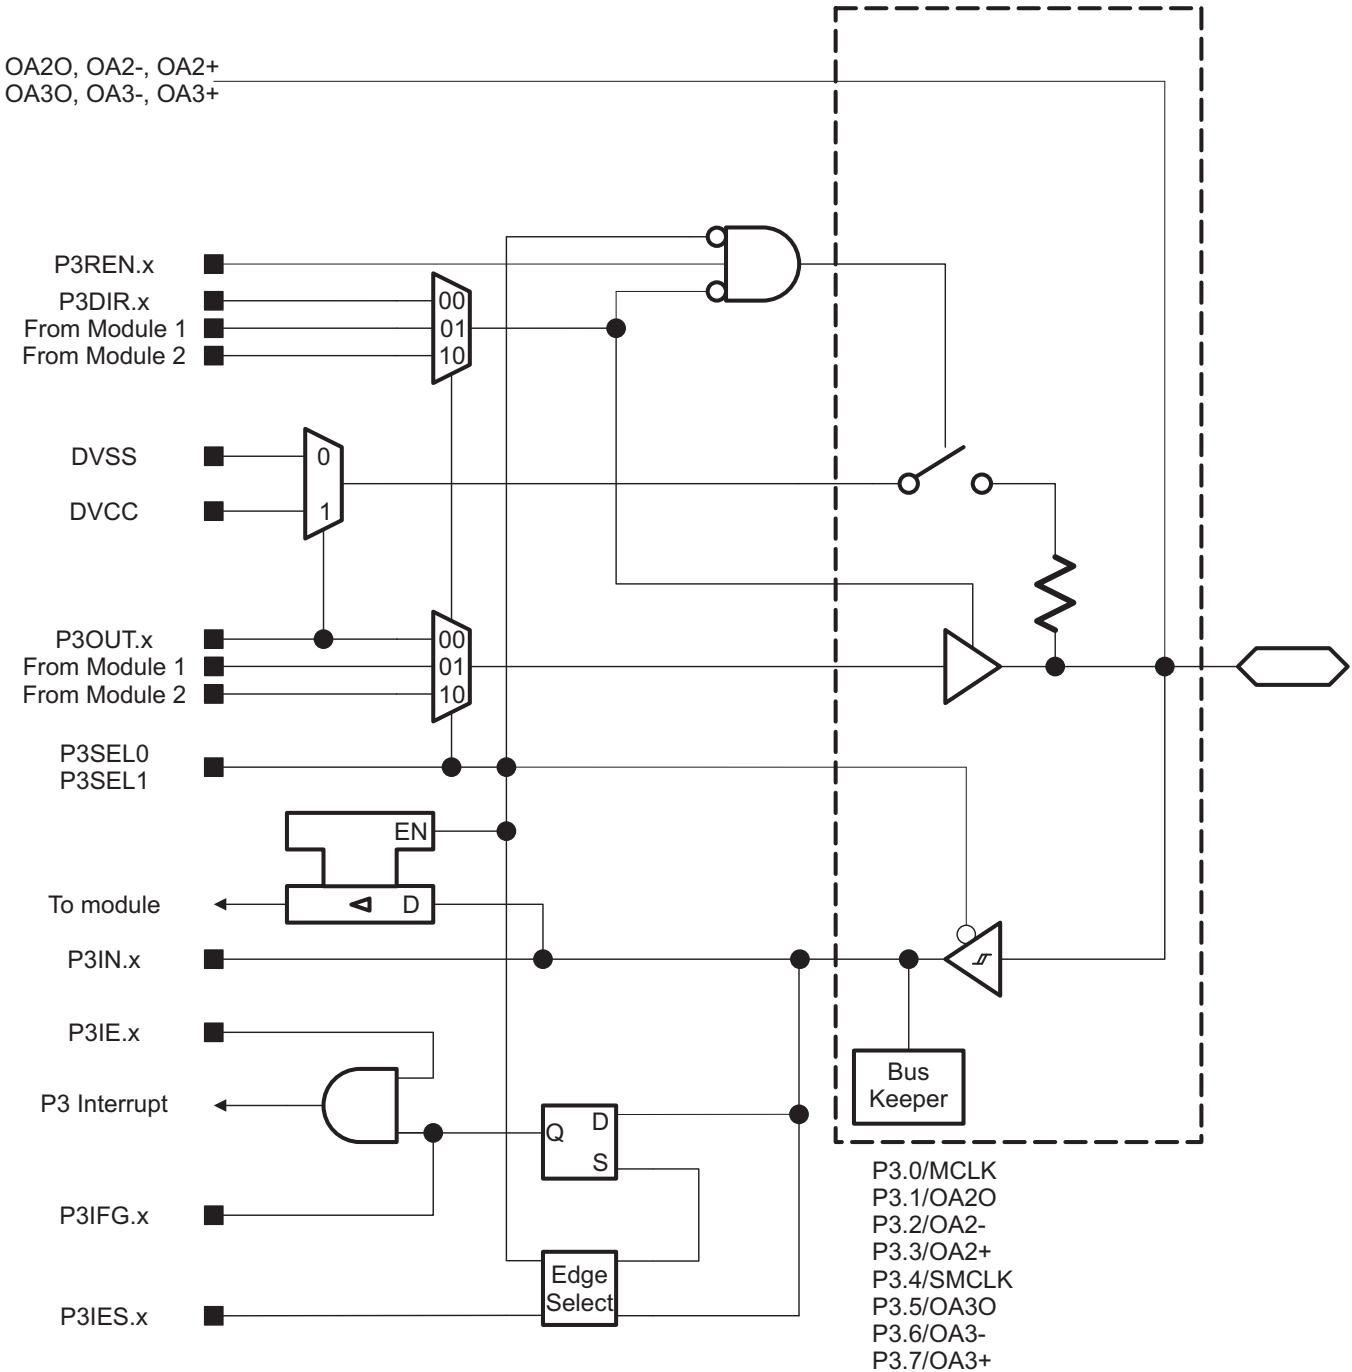 OA2O, OA2-, OA2+
OA3O, OA3-, OA3+
P3REN.x
P3DIR.x
From Module 1
From Module 2
00
01
10
DVSS
DVCC
0
1
P3OUT.x
From Module 1
From Module 2
00
01
10
P3SEL0
P3SEL1
EN
D
To module
P3IN.x
P3IE.x
P3 Interrupt
Q
D
S
Bus
Keeper
P3IFG.x
Edge
Select
P3IES.x
P3.0/MCLK
P3.1/OA2O
P3.2/OA2-
P3.3/OA2+
P3.4/SMCLK
P3.5/OA3O
P3.6/OA3-
P3.7/OA3+